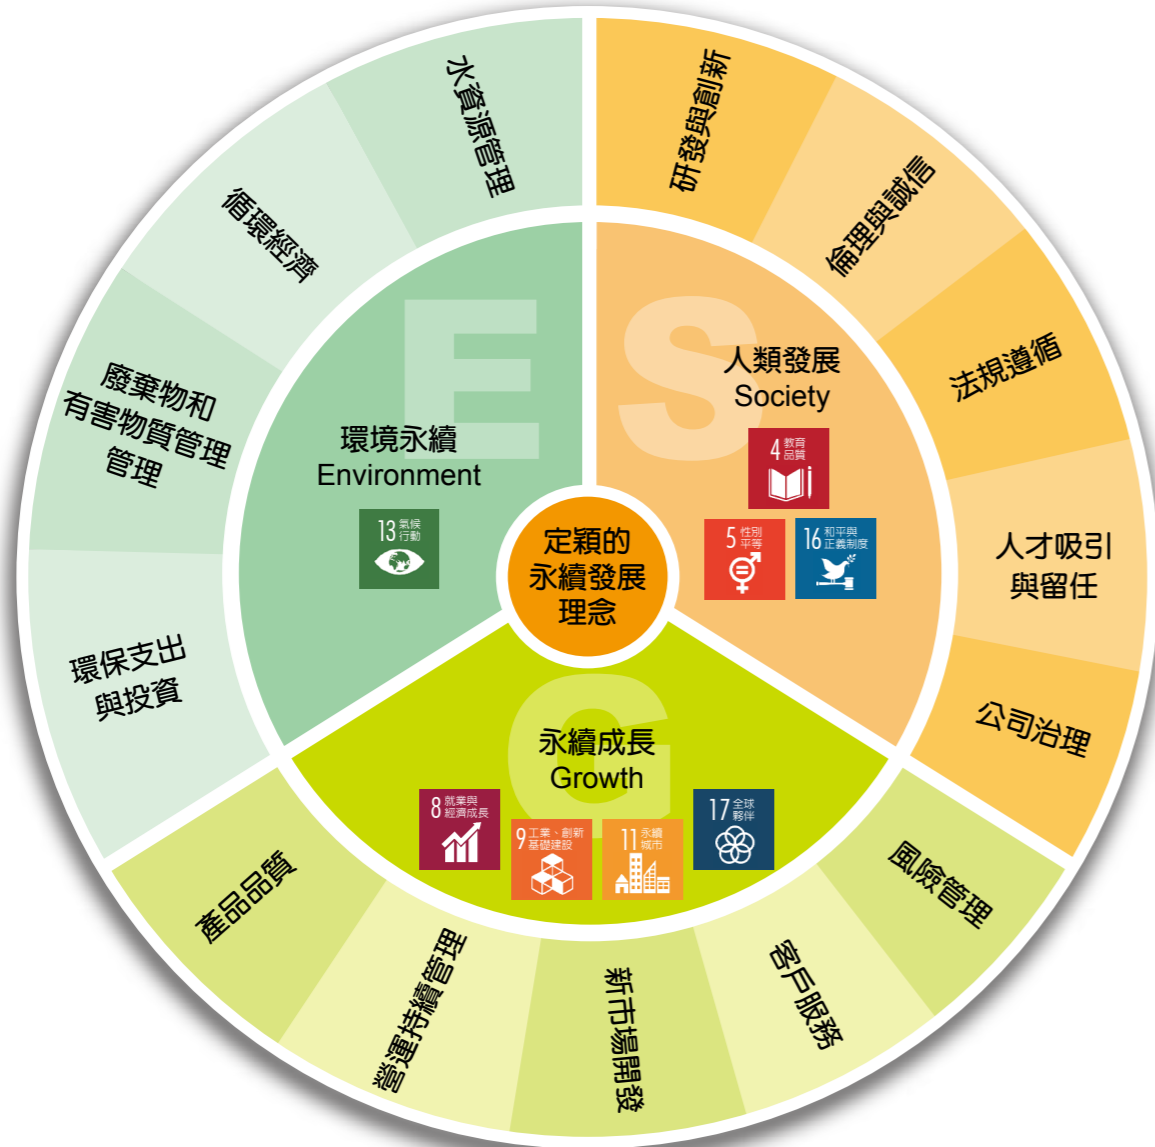 定穎的
永續發展
理念
E
環境永續
Environment
13 氣候
行動
水資源管理
循環經濟
廢棄物和
有害物質管理
管理
環保支出
與投資
S
人類發展
Society
4 教育
品質
5 性別
平等
16 和平與
正義制度
研發與創新
倫理與誠信
法規遵循
人才吸引
與留任
公司治理
G
永續成長
Growth
8 就業與
經濟成長
9 工業、創新
基礎建設
11 永續
城市
17 全球
夥伴
風險管理
客戶服務
新市場開發
營運持續管理
產品品質